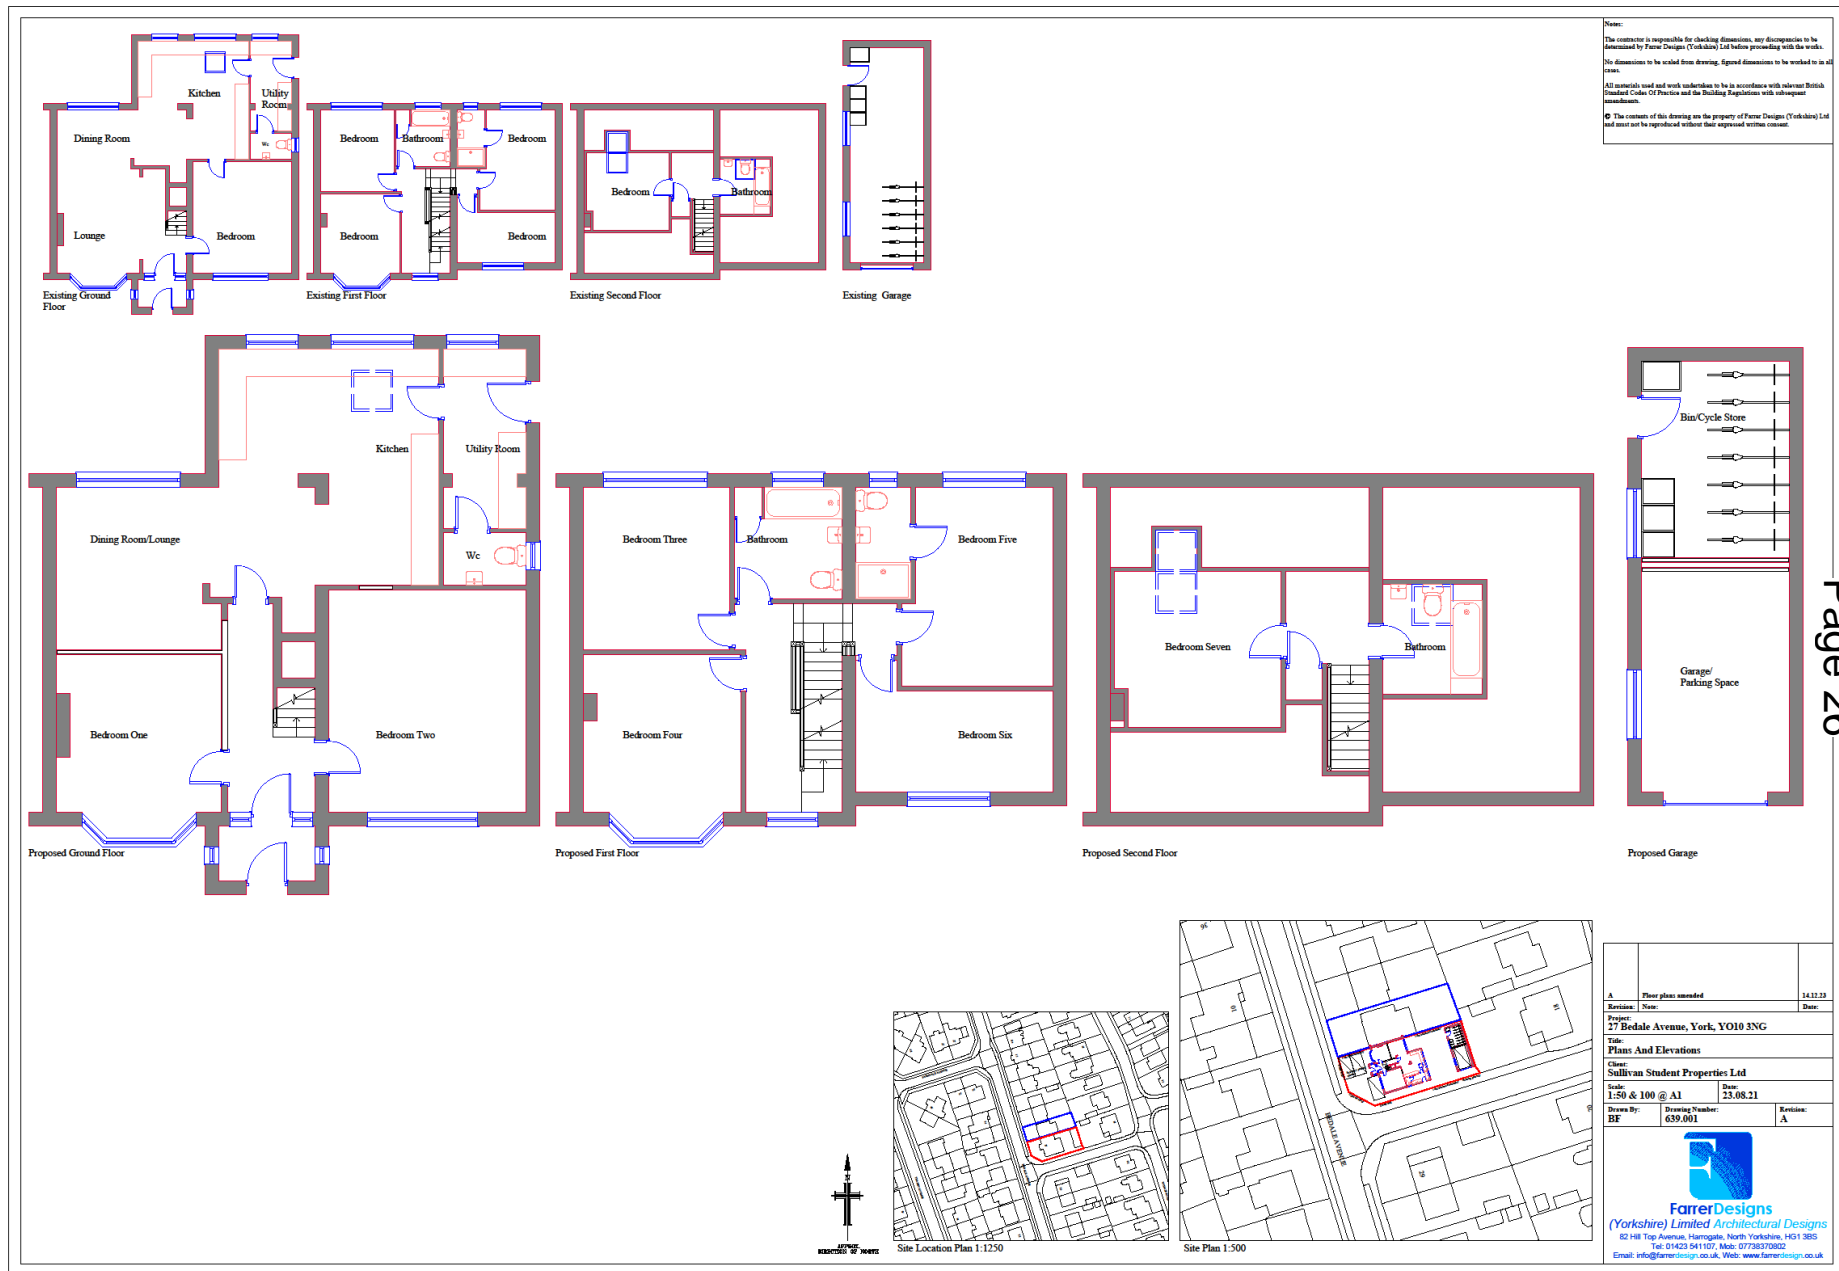 Notes:
The contractor is responsible for checking dimensions, any discrepancies to be
determined by Farrer Designs (Yorkshire) Ltd before proceeding with the works.
No dimensions to be scaled from drawing, figured dimensions to be worked to in all
cases.
All materials used and work undertaken to be in accordance with relevant British
Standard Codes Of Practice and the Building Regulations with subsequent
amendments.
© The contents of this drawing are the property of Farrer Designs (Yorkshire) Ltd
and must not be reproduced without their expressed written consent.
Kitchen
Utility
Room
Dining Room
Wc
Lounge
Bedroom
Existing Ground
Floor
Bedroom
Bathroom
Bedroom
Bedroom
Bedroom
Existing First Floor
Bedroom
Bathroom
Existing Second Floor
Existing Garage
Kitchen
Utility Room
Dining Room/Lounge
Wc
Bedroom One
Bedroom Two
Proposed Ground Floor
Bedroom Three
Bathroom
Bedroom Five
Bedroom Four
Bedroom Six
Proposed First Floor
Bedroom Seven
Bathroom
Proposed Second Floor
Bin/Cycle Store
Garage/
Parking Space
Proposed Garage
Page 26
APPROX.
DIRECTION OF NORTH
Site Location Plan 1:1250
36
10
18
BEDALE AVENUE
29
Site Plan 1:500
A Floor plans amended 14.12.23
Revision: Note: Date:
Project:
27 Bedale Avenue, York, YO10 3NG
Title:
Plans And Elevations
Client:
Sullivan Student Properties Ltd
Scale: Date:
1:50 & 100 @ A1 23.08.21
Drawn By: Drawing Number: Revision:
BF 639.001 A
F
FarrerDesigns
(Yorkshire) Limited Architectural Designs
82 Hill Top Avenue, Harrogate, North Yorkshire, HG1 3BS
Tel: 01423 541107, Mob: 07738370802
Email: info@farrerdesign.co.uk, Web: www.farrerdesign.co.uk